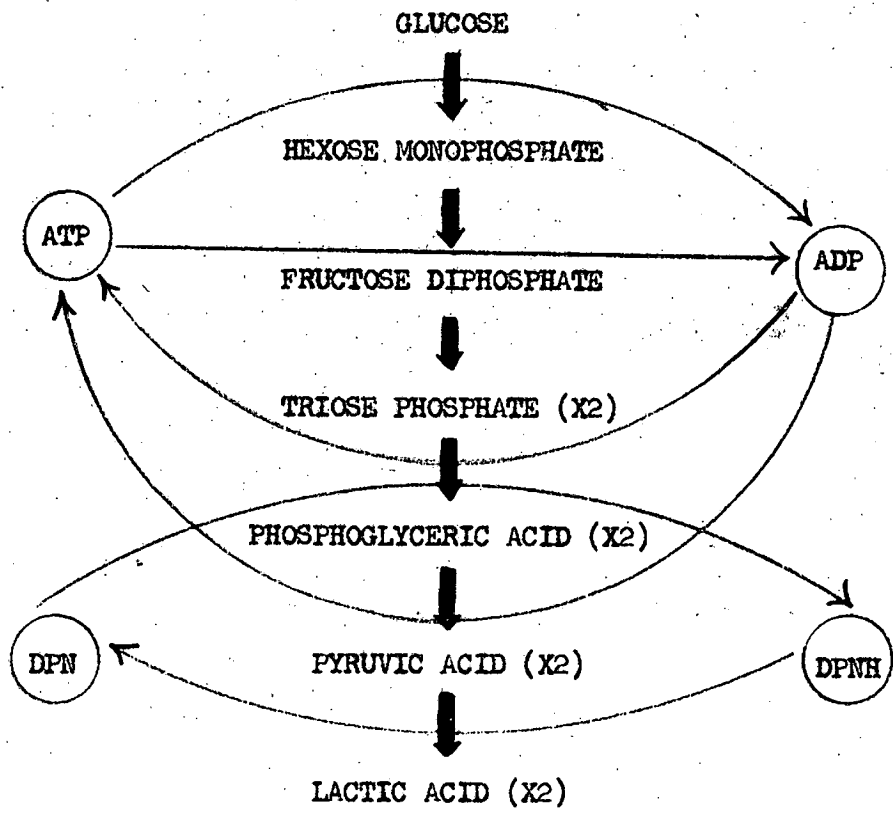 GLUCOSE
HEXOSE MONOPHOSPHATE
ATP
ADP
FRUCTOSE DIPHOSPHATE
TRIOSE PHOSPHATE (X2)
PHOSPHOGLYCERIC ACID (X2)
DPN
PYRUVIC ACID (X2)
DPNH
LACTIC ACID (X2)